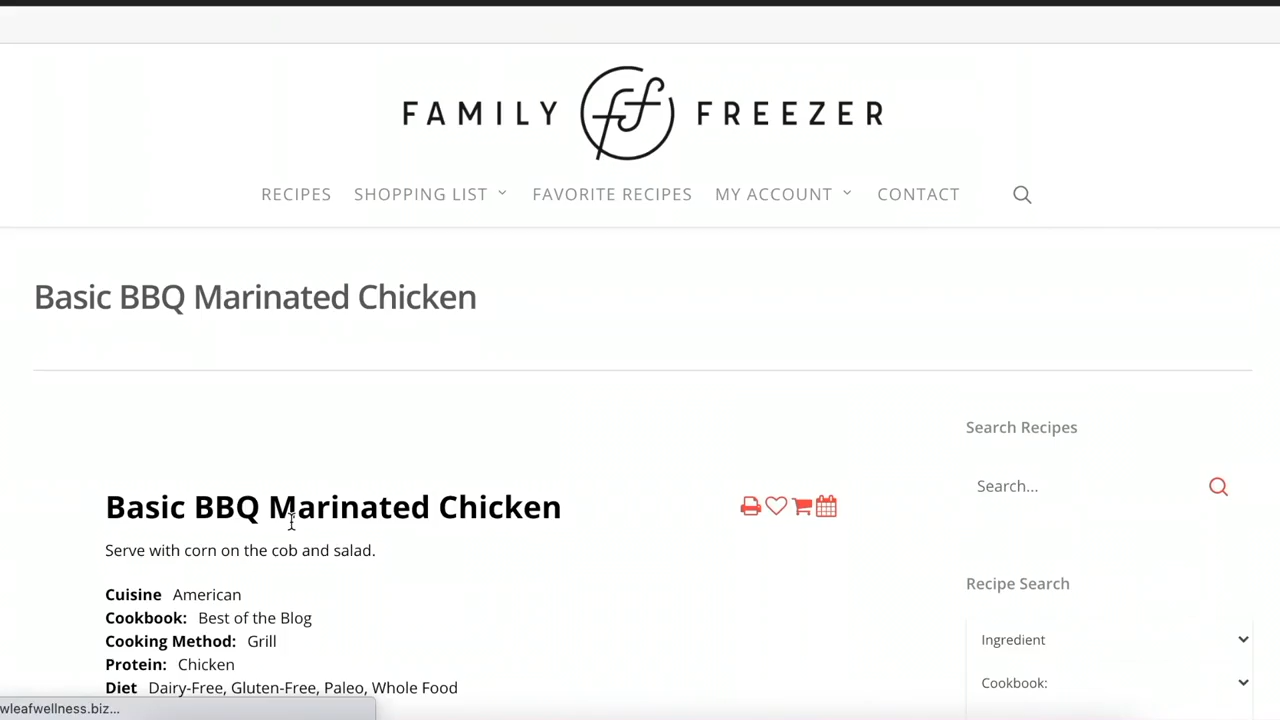 FAMILY ff FREEZER
RECIPES SHOPPING LIST FAVORITE RECIPES MY ACCOUNT CONTACT
Basic BBQ Marinated Chicken
Search Recipes
Search...
Basic BBQ Marinated Chicken
Serve with corn on the cob and salad.
Cuisine American
Cookbook: Best of the Blog
Cooking Method: Grill
Protein: Chicken
Diet Dairy-Free, Gluten-Free, Paleo, Whole Food
Recipe Search
Ingredient
Cookbook:
wleafwellness.biz...